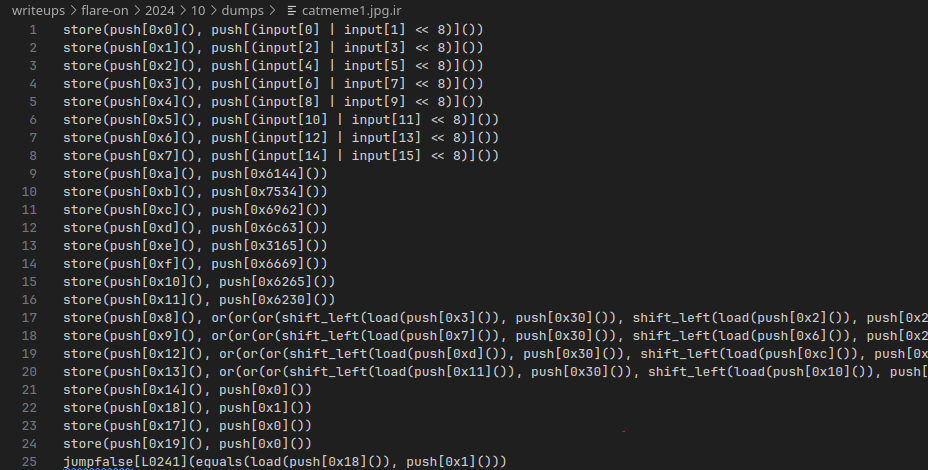 writeups > flare-on > 2024 > 10 > dumps > catmeme1.jpg.ir
1 store(push[0x0](), push[(input[0] | input[1] << 8)]())
2 store(push[0x1](), push[(input[2] | input[3] << 8)]())
3 store(push[0x2](), push[(input[4] | input[5] << 8)]())
4 store(push[0x3](), push[(input[6] | input[7] << 8)]())
5 store(push[0x4](), push[(input[8] | input[9] << 8)]())
6 store(push[0x5](), push[(input[10] | input[11] << 8)]())
7 store(push[0x6](), push[(input[12] | input[13] << 8)]())
8 store(push[0x7](), push[(input[14] | input[15] << 8)]())
9 store(push[0xa](), push[0x6144]())
10 store(push[0xb](), push[0x7534]())
11 store(push[0xc](), push[0x6962]())
12 store(push[0xd](), push[0x6c63]())
13 store(push[0xe](), push[0x3165]())
14 store(push[0xf](), push[0x6669]())
15 store(push[0x10](), push[0x6265]())
16 store(push[0x11](), push[0x6230]())
17 store(push[0x8](), or(or(or(shift_left(load(push[0x3]()), push[0x30]()), shift_left(load(push[0x2]()), push[0x2
18 store(push[0x9](), or(or(or(shift_left(load(push[0x7]()), push[0x30]()), shift_left(load(push[0x6]()), push[0x2
19 store(push[0x12](), or(or(or(shift_left(load(push[0xd]()), push[0x30]()), shift_left(load(push[0xc]()), push[0x
20 store(push[0x13](), or(or(or(shift_left(load(push[0x11]()), push[0x30]()), shift_left(load(push[0x10]()), push[
21 store(push[0x14](), push[0x0]())
22 store(push[0x18](), push[0x1]())
23 store(push[0x17](), push[0x0]())
24 store(push[0x19](), push[0x0]())
25 jumpfalse[L0241](equals(load(push[0x18]()), push[0x1]()))